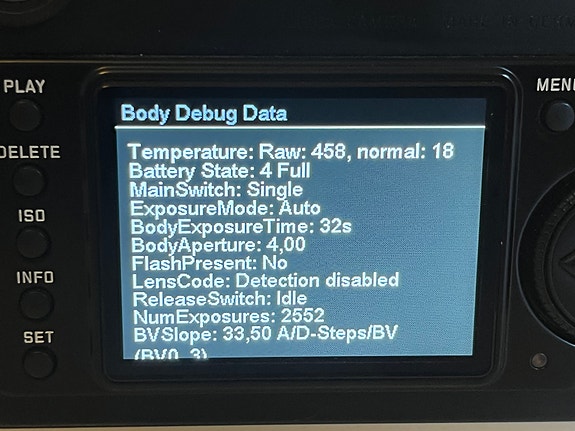 PLAY
DELETE
ISO
INFO
SET
MENU
Body Debug Data
Temperature: Raw: 458, normal: 18
Battery State: 4 Full
MainSwitch: Single
ExposureMode: Auto
BodyExposureTime: 32s
BodyAperture: 4,00
FlashPresent: No
LensCode: Detection disabled
ReleaseSwitch: Idle
NumExposures: 2552
BVSlope: 33,50 A/D-Steps/BV
(BV0..3)